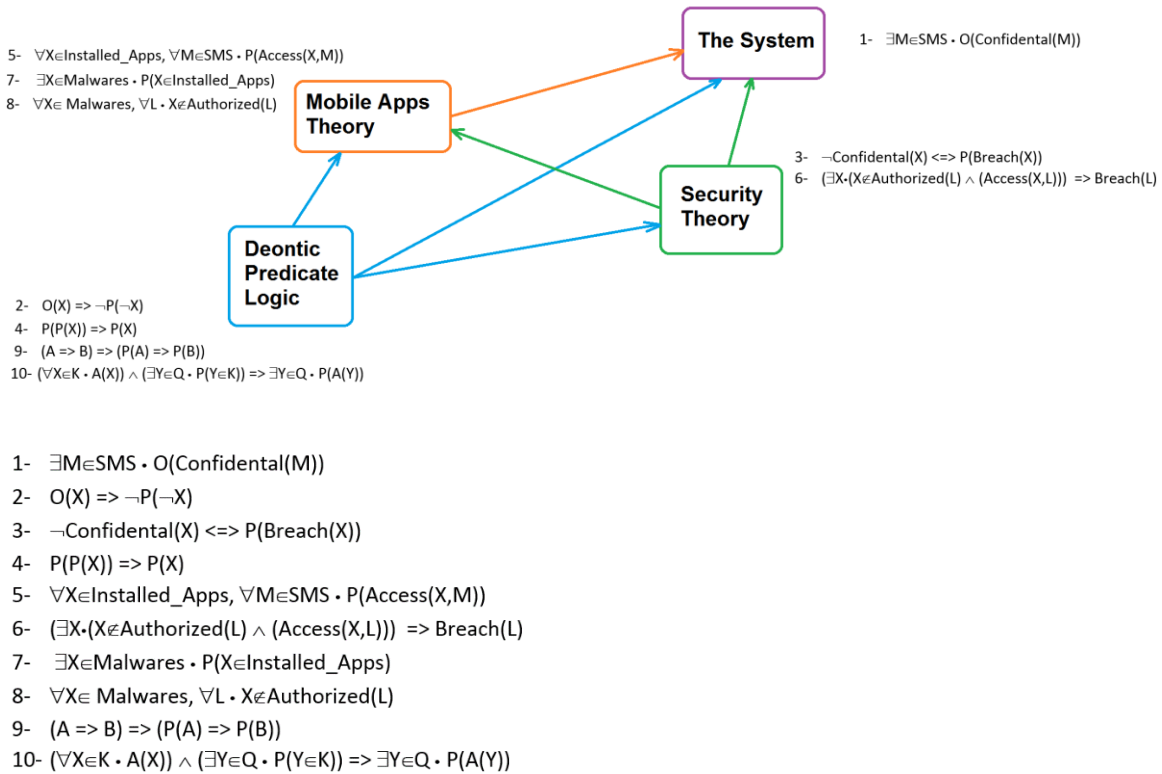 5- ∀X∈Installed_Apps, ∀M∈SMS • P(Access(X,M))
7- ∃X∈Malwares • P(X∈Installed_Apps)
8- ∀X∈ Malwares, ∀L • X∉Authorized(L)
The System
1- ∃M∈SMS • O(Confidental(M))
Mobile Apps
Theory
3- ¬Confidental(X) <=> P(Breach(X))
6- (∃X•(X∉Authorized(L) ∧ (Access(X,L))) => Breach(L)
Security
Theory
Deontic
Predicate
Logic
2- O(X) => ¬P(¬X)
4- P(P(X)) => P(X)
9- (A => B) => (P(A) => P(B))
10- (∀X∈K • A(X)) ∧ (∃Y∈Q • P(Y∈K)) => ∃Y∈Q • P(A(Y))
1- ∃M∈SMS • O(Confidental(M))
2- O(X) => ¬P(¬X)
3- ¬Confidental(X) <=> P(Breach(X))
4- P(P(X)) => P(X)
5- ∀X∈Installed_Apps, ∀M∈SMS • P(Access(X,M))
6- (∃X•(X∉Authorized(L) ∧ (Access(X,L))) => Breach(L)
7- ∃X∈Malwares • P(X∈Installed_Apps)
8- ∀X∈ Malwares, ∀L • X∉Authorized(L)
9- (A => B) => (P(A) => P(B))
10- (∀X∈K • A(X)) ∧ (∃Y∈Q • P(Y∈K)) => ∃Y∈Q • P(A(Y))